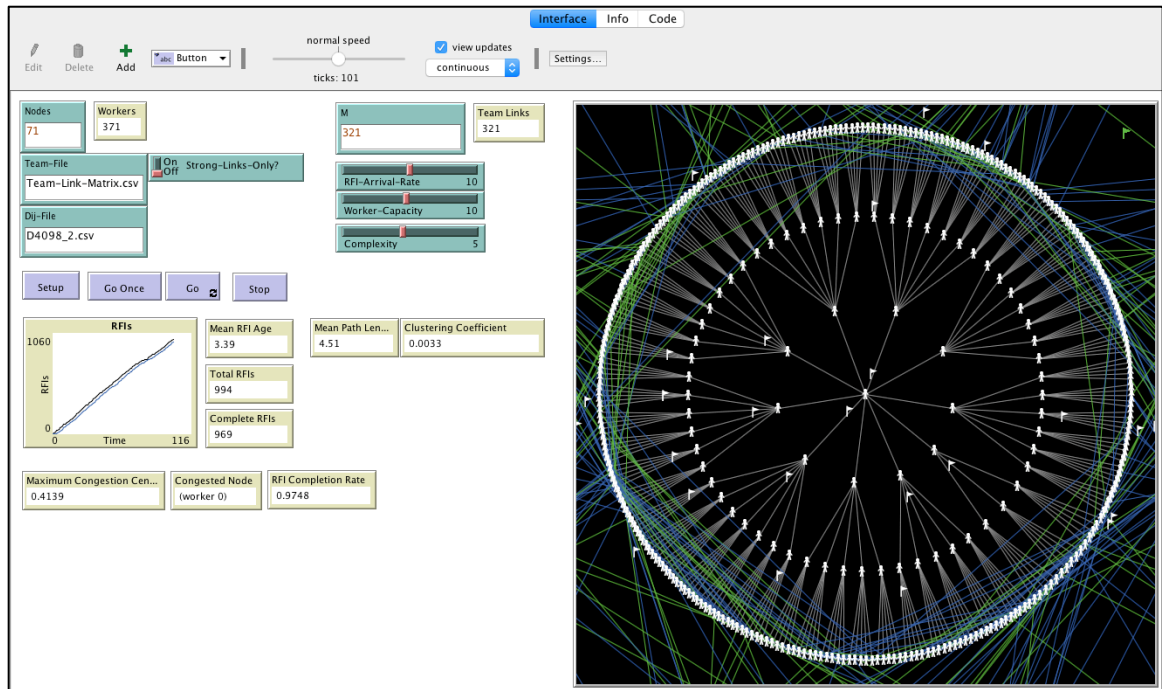 Interface Info Code
Edit Delete Add abc Button
normal speed
ticks: 101
view updates
continuous
Settings...
Nodes
71
Workers
371
M
321
Team Links
321
Team-File
Team-Link-Matrix.csv
On
Off
Strong-Links-Only?
Dij-File
D4098_2.csv
RFI-Arrival-Rate 10
Worker-Capacity 10
Complexity 5
Setup
Go Once
Go
Stop
RFIs
1060
RFIs
0
0 Time 116
Mean RFI Age
3.39
Total RFIs
994
Complete RFIs
969
Mean Path Len...
4.51
Clustering Coefficient
0.0033
Maximum Congestion Cen...
0.4139
Congested Node
(worker 0)
RFI Completion Rate
0.9748